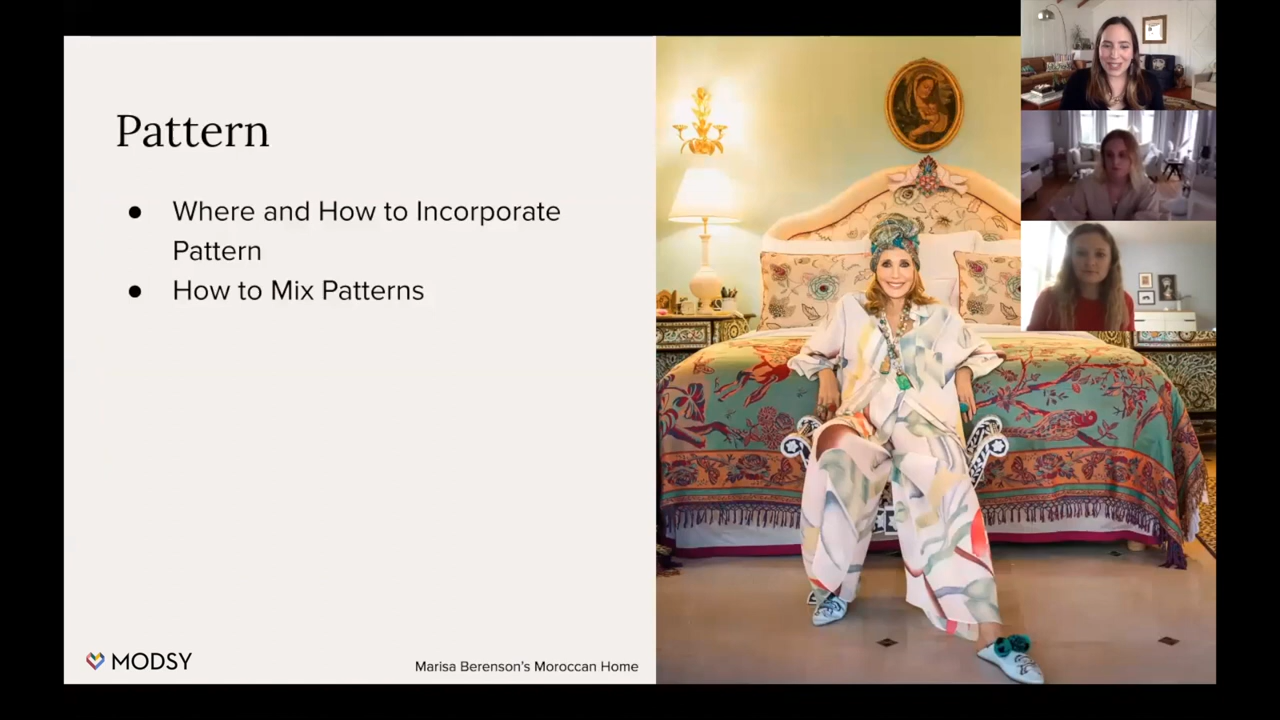 Pattern
● Where and How to Incorporate
Pattern
● How to Mix Patterns
MODSY
Marisa Berenson's Moroccan Home